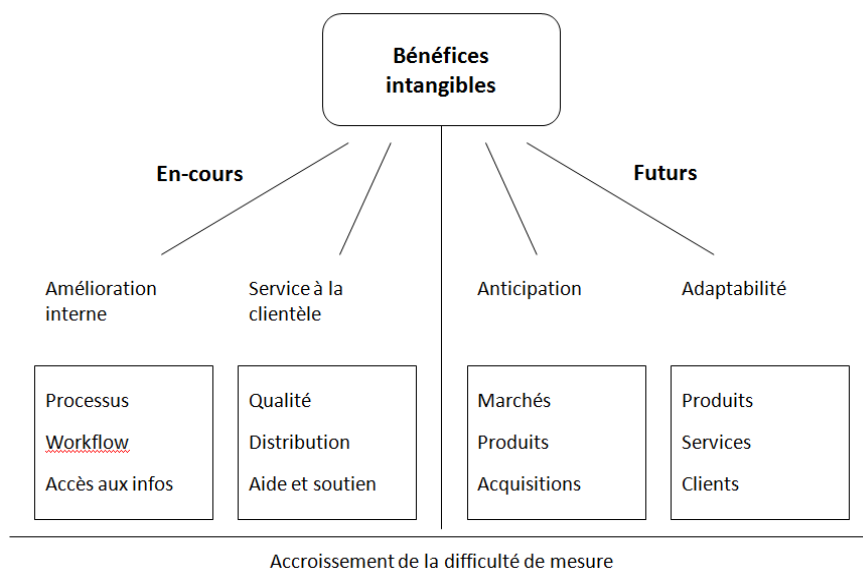 Bénéfices
intangibles
En-cours
Futurs
Amélioration
interne
Service à la
clientèle
Anticipation
Adaptabilité
Processus
Workflow
Accès aux infos
Qualité
Distribution
Aide et soutien
Marchés
Produits
Acquisitions
Produits
Services
Clients
Accroissement de la difficulté de mesure